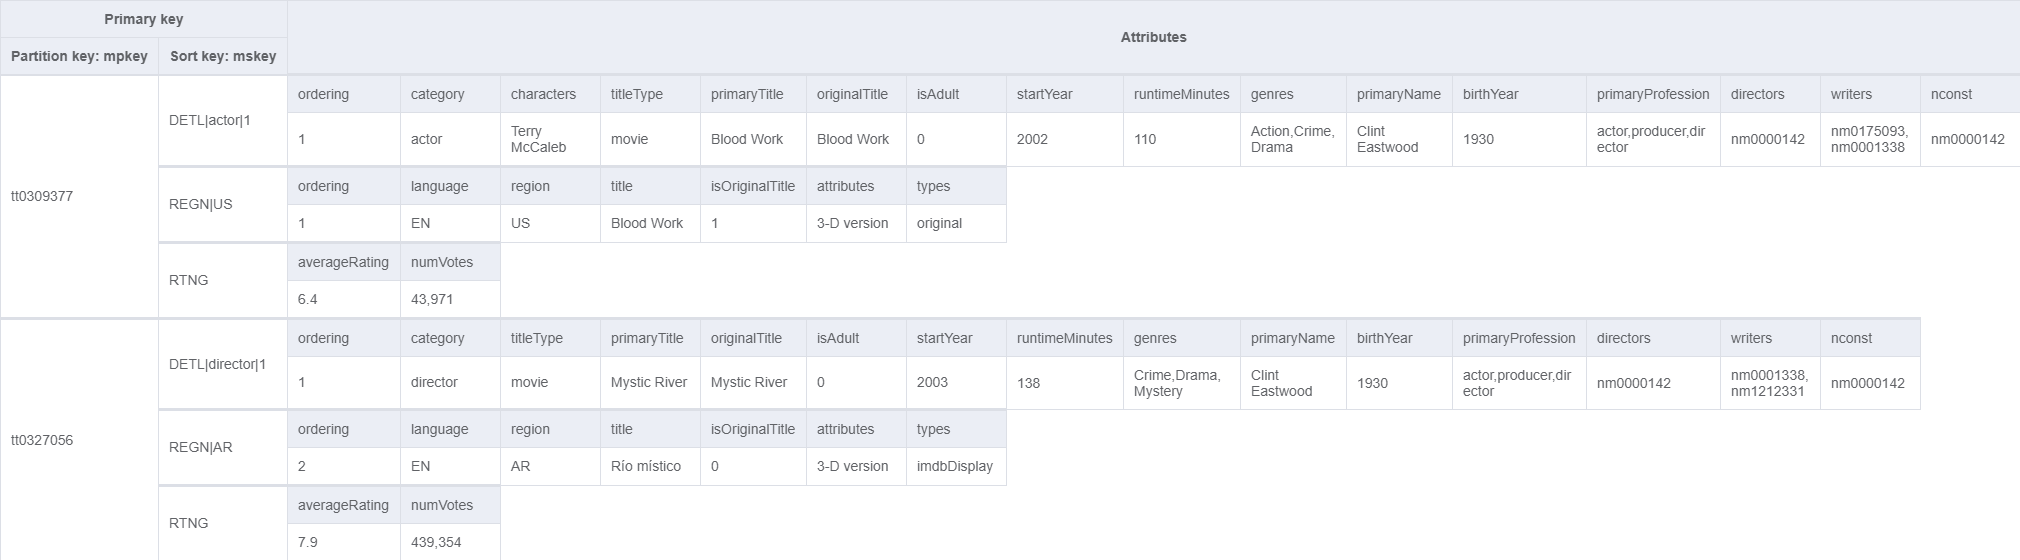 Primary key
Attributes
Partition key: mpkey Sort key: mskey
tt0309377
DETL|actor|1
ordering category characters titleType primaryTitle originalTitle isAdult startYear runtimeMinutes genres primaryName birthYear primaryProfession directors writers nconst
1 actor Terry McCaleb movie Blood Work Blood Work 0 2002 110 Action,Crime,Drama Clint Eastwood 1930 actor,producer,director nm0000142 nm0175093,nm0001338 nm0000142
REGN|US
ordering language region title isOriginalTitle attributes types
1 EN US Blood Work 1 3-D version original
RTNG
averageRating numVotes
6.4 43,971
tt0327056
DETL|director|1
ordering category titleType primaryTitle originalTitle isAdult startYear runtimeMinutes genres primaryName birthYear primaryProfession directors writers nconst
1 director movie Mystic River Mystic River 0 2003 138 Crime,Drama,Mystery Clint Eastwood 1930 actor,producer,director nm0000142 nm0001338,nm1212331 nm0000142
REGN|AR
ordering language region title isOriginalTitle attributes types
2 EN AR Río místico 0 3-D version imdbDisplay
RTNG
averageRating numVotes
7.9 439,354